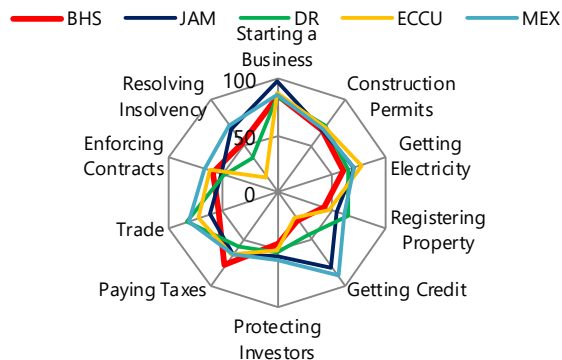 BHS JAM DR ECCU MEX
Starting a
Business
Construction
Permits
Getting
Electricity
Registering
Property
Getting Credit
Protecting
Investors
Paying Taxes
Trade
Enforcing
Contracts
Resolving
Insolvency
100
50
0